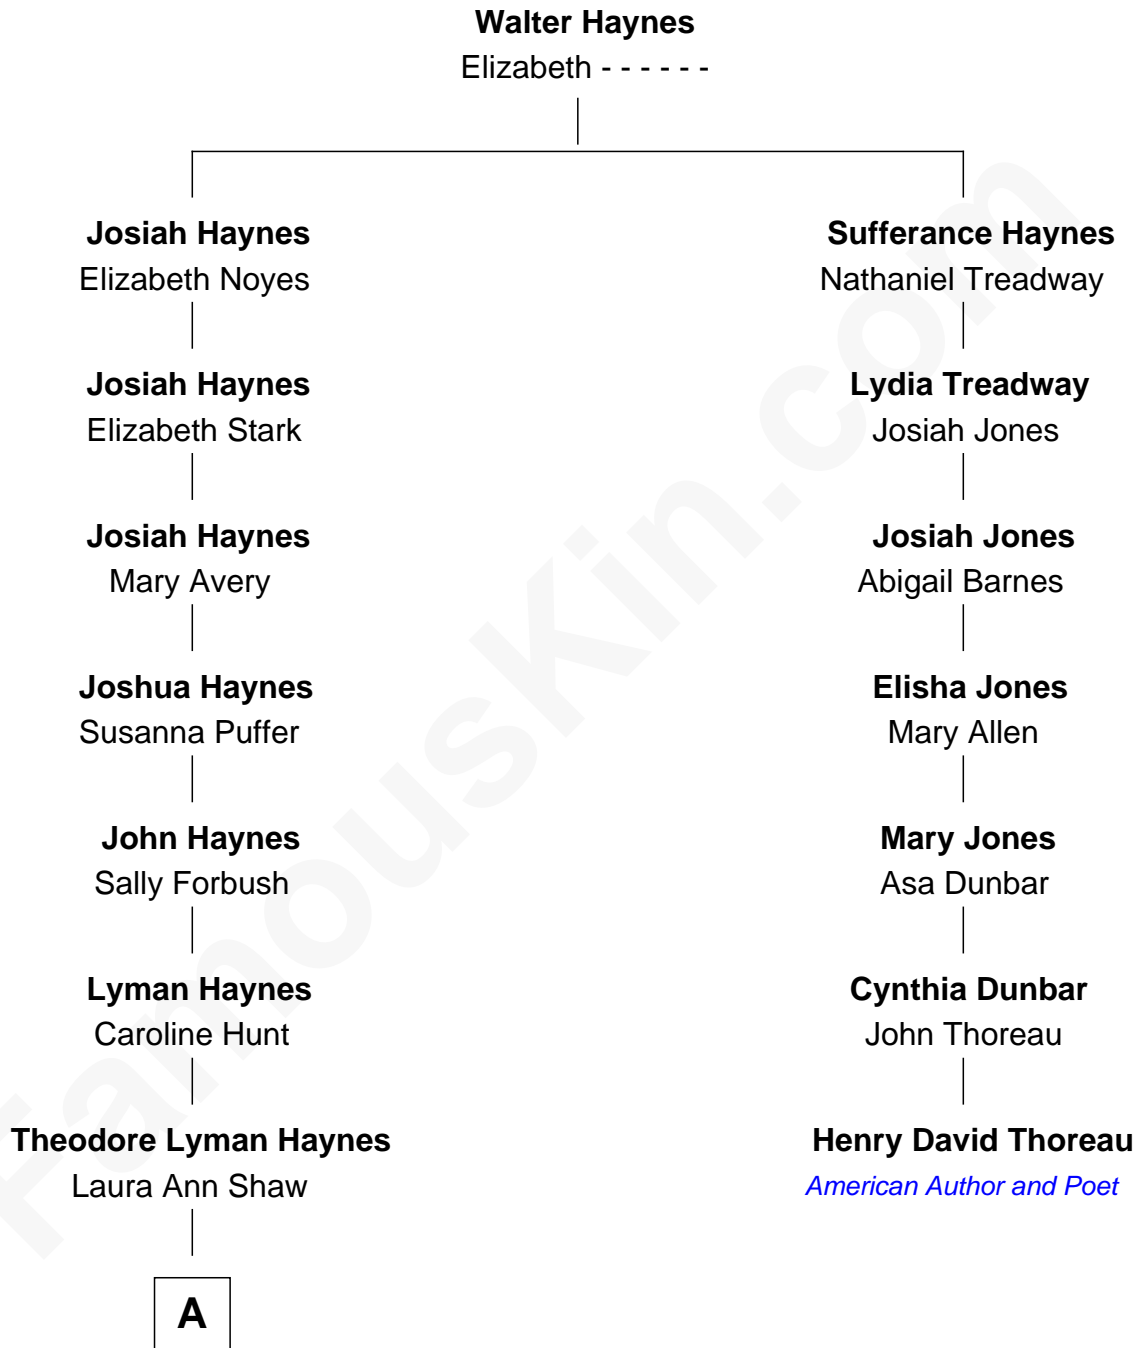 Walter Haynes
Elizabeth - - - - - -
Josiah Haynes
Elizabeth Noyes
Josiah Haynes
Elizabeth Stark
Josiah Haynes
Mary Avery
Joshua Haynes
Susanna Puffer
John Haynes
Sally Forbush
Lyman Haynes
Caroline Hunt
Theodore Lyman Haynes
Laura Ann Shaw
A
Sufferance Haynes
Nathaniel Treadway
Lydia Treadway
Josiah Jones
Josiah Jones
Abigail Barnes
Elisha Jones
Mary Allen
Mary Jones
Asa Dunbar
Cynthia Dunbar
John Thoreau
Henry David Thoreau
American Author and Poet
FamousKin.com